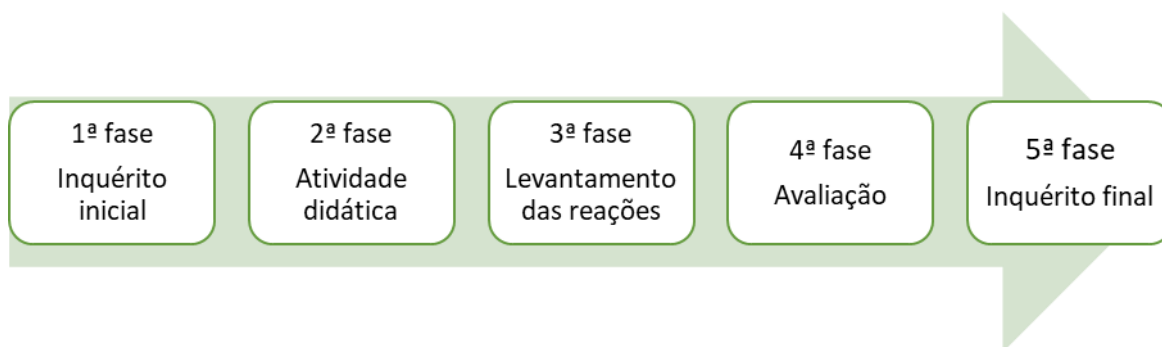 1ª fase
Inquérito
inicial
2ª fase
Atividade
didática
3ª fase
Levantamento
das reações
4ª fase
Avaliação
5ª fase
Inquérito final